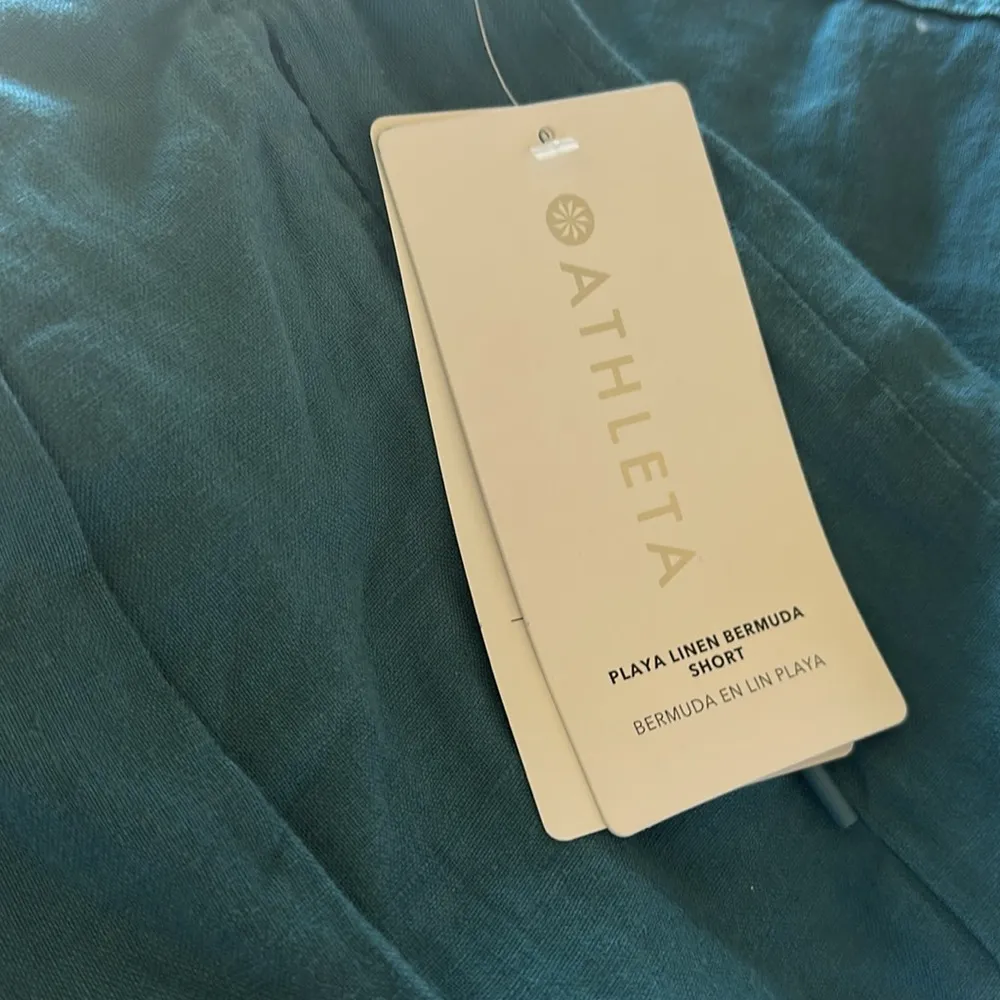 ATHLETA
PLAYA LINEN BERMUDA
SHORT
BERMUDA EN LIN PLAYA